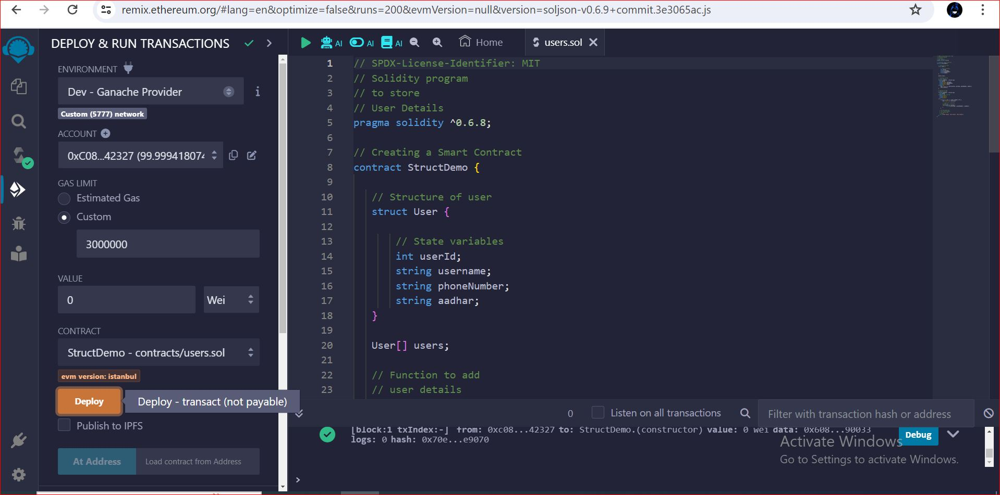 remix.ethereum.org/#lang=en&optimize=false&runs=200&evmVersion=null&version=soljson-v0.6.9+commit.3e3065ac.js
DEPLOY & RUN TRANSACTIONS
ENVIRONMENT
Dev - Ganache Provider
i
Custom (5777) network
ACCOUNT
0xC08...42327 (99.999418074
GAS LIMIT
Estimated Gas
Custom
3000000
VALUE
0
Wei
CONTRACT
StructDemo - contracts/users.sol
evm version: istanbul
Deploy
Deploy - transact (not payable)
Publish to IPFS
At Address
Load contract from Address
AI AI AI Home users.sol
1 // SPDX-License-Identifier: MIT
2 // Solidity program
3 // to store
4 // User Details
5 pragma solidity ^0.6.8;
6
7 // Creating a Smart Contract
8 contract StructDemo {
9
10 // Structure of user
11 struct User {
12
13 // State variables
14 int userId;
15 string username;
16 string phoneNumber;
17 string aadhar;
18 }
19
20 User[] users;
21
22 // Function to add
23 // user details
0 Listen on all transactions Filter with transaction hash or address
[block:1 txIndex:-] from: 0xc08...42327 to: StructDemo.(constructor) value: 0 wei data: 0x608...90033
logs: 0 hash: 0x70e...e9070
Debug
Activate Windows
Go to Settings to activate Windows.
>